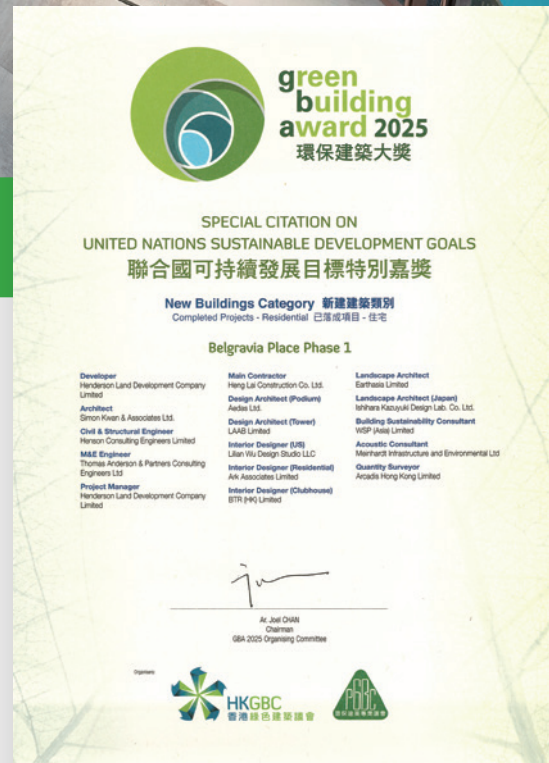 green
building
award 2025
環保建築大獎
SPECIAL CITATION ON
UNITED NATIONS SUSTAINABLE DEVELOPMENT GOALS
聯合國可持續發展目標特別嘉獎
New Buildings Category 新建建築類別
Completed Projects - Residential 已落成項目 - 住宅
Belgravia Place Phase 1
Developer
Henderson Land Development Company
Limited
Architect
Simon Kwan & Associates Ltd.
Civil & Structural Engineer
Henson Consulting Engineers Limited
M&E Engineer
Thomas Anderson & Partners Consulting
Engineers Ltd
Project Manager
Henderson Land Development Company
Limited
Main Contractor
Heng Lai Construction Co. Ltd.
Design Architect (Podium)
Aedas Ltd.
Design Architect (Tower)
LAAB Limited
Interior Designer (US)
Lilian Wu Design Studio LLC
Interior Designer (Residential)
Ark Associates Limited
Interior Designer (Clubhouse)
BTR (HK) Limited
Landscape Architect
Earthasia Limited
Landscape Architect (Japan)
Ishihara Kazuyuki Design Lab. Co. Ltd.
Building Sustainability Consultant
WSP (Asia) Limited
Acoustic Consultant
Meinhardt Infrastructure and Environmental Ltd
Quantity Surveyor
Arcadis Hong Kong Limited
Ar. Joel CHAN
Chairman
GBA 2025 Organising Committee
Organisers:
HKGBC
香港綠色建築議會
PGBC